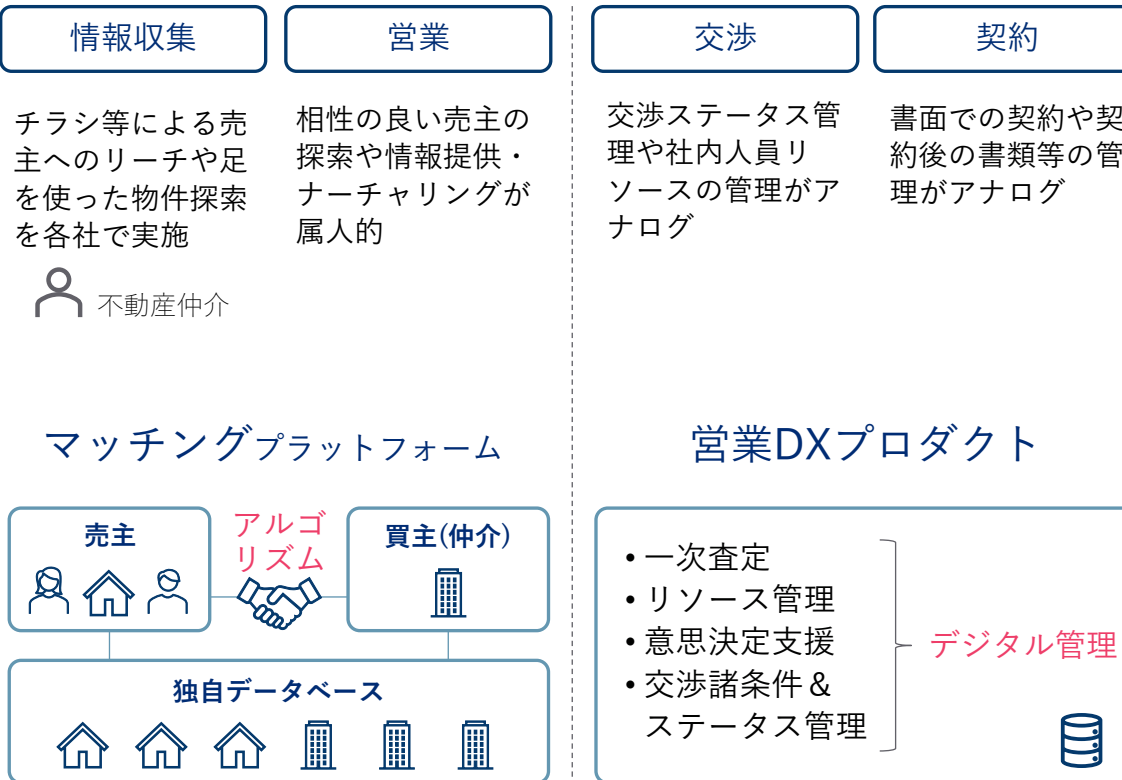 情報収集
営業
交渉
契約
チラシ等による売
主へのリーチや足
を使った物件探索
を各社で実施
相性の良い売主の
探索や情報提供・
ナーチャリングが
属人的
交渉ステータス管
理や社内人員リ
ソースの管理がア
ナログ
書面での契約や契
約後の書類等の管
理がアナログ
不動産仲介
マッチングプラットフォーム
営業DXプロダクト
売主
アルゴ
リズム
買主(仲介)
独自データベース
• 一次査定
• リソース管理
• 意思決定支援
• 交渉諸条件＆
ステータス管理
デジタル管理